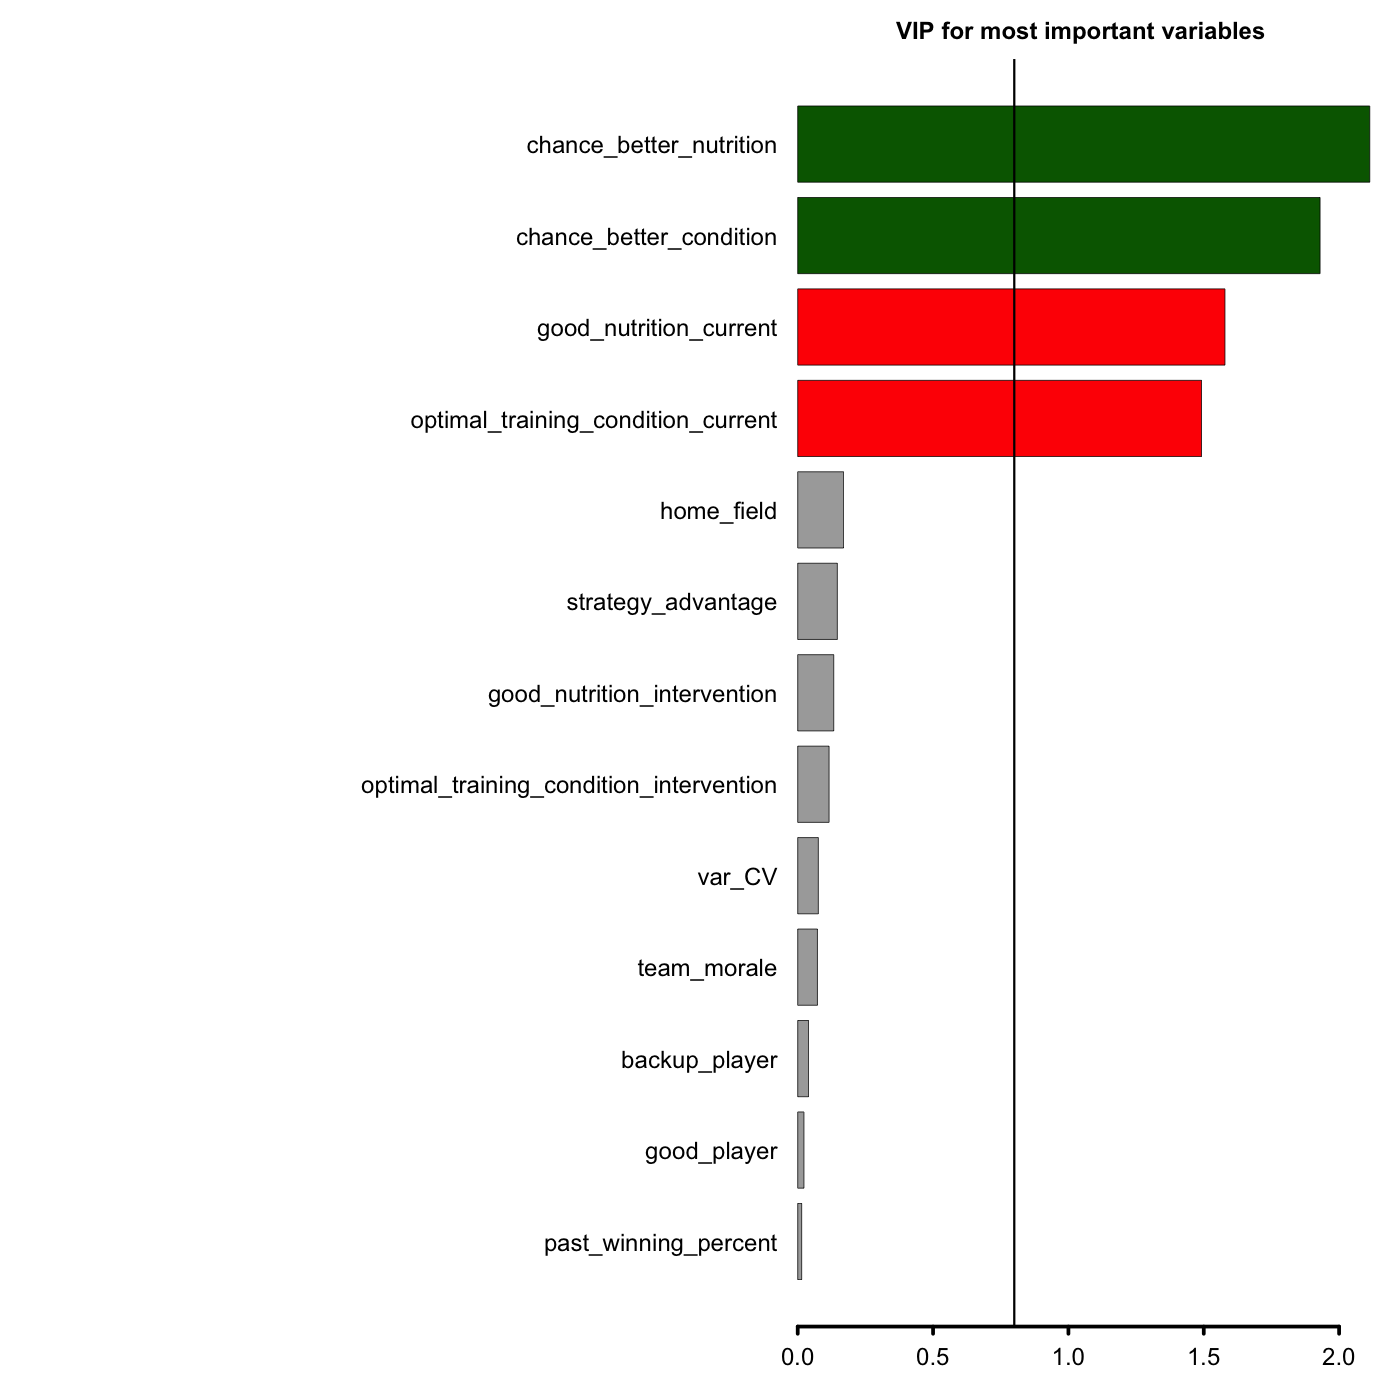 VIP for most important variables
chance_better_nutrition
chance_better_condition
good_nutrition_current
optimal_training_condition_current
home_field
strategy_advantage
good_nutrition_intervention
optimal_training_condition_intervention
var_CV
team_morale
backup_player
good_player
past_winning_percent
0.0 0.5 1.0 1.5 2.0